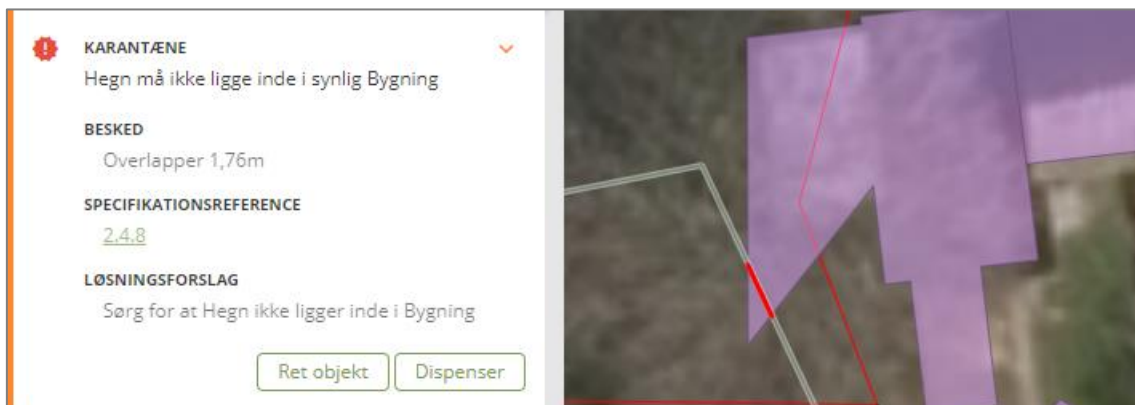 KARANTÆNE
Hegn må ikke ligge inde i synlig Bygning
BESKED
Overlapper 1,76m
SPECIFIKATIONSREFERENCE
2.4.8
LØSNINGSFORSLAG
Sørg for at Hegn ikke ligger inde i Bygning
Ret objekt
Dispenser